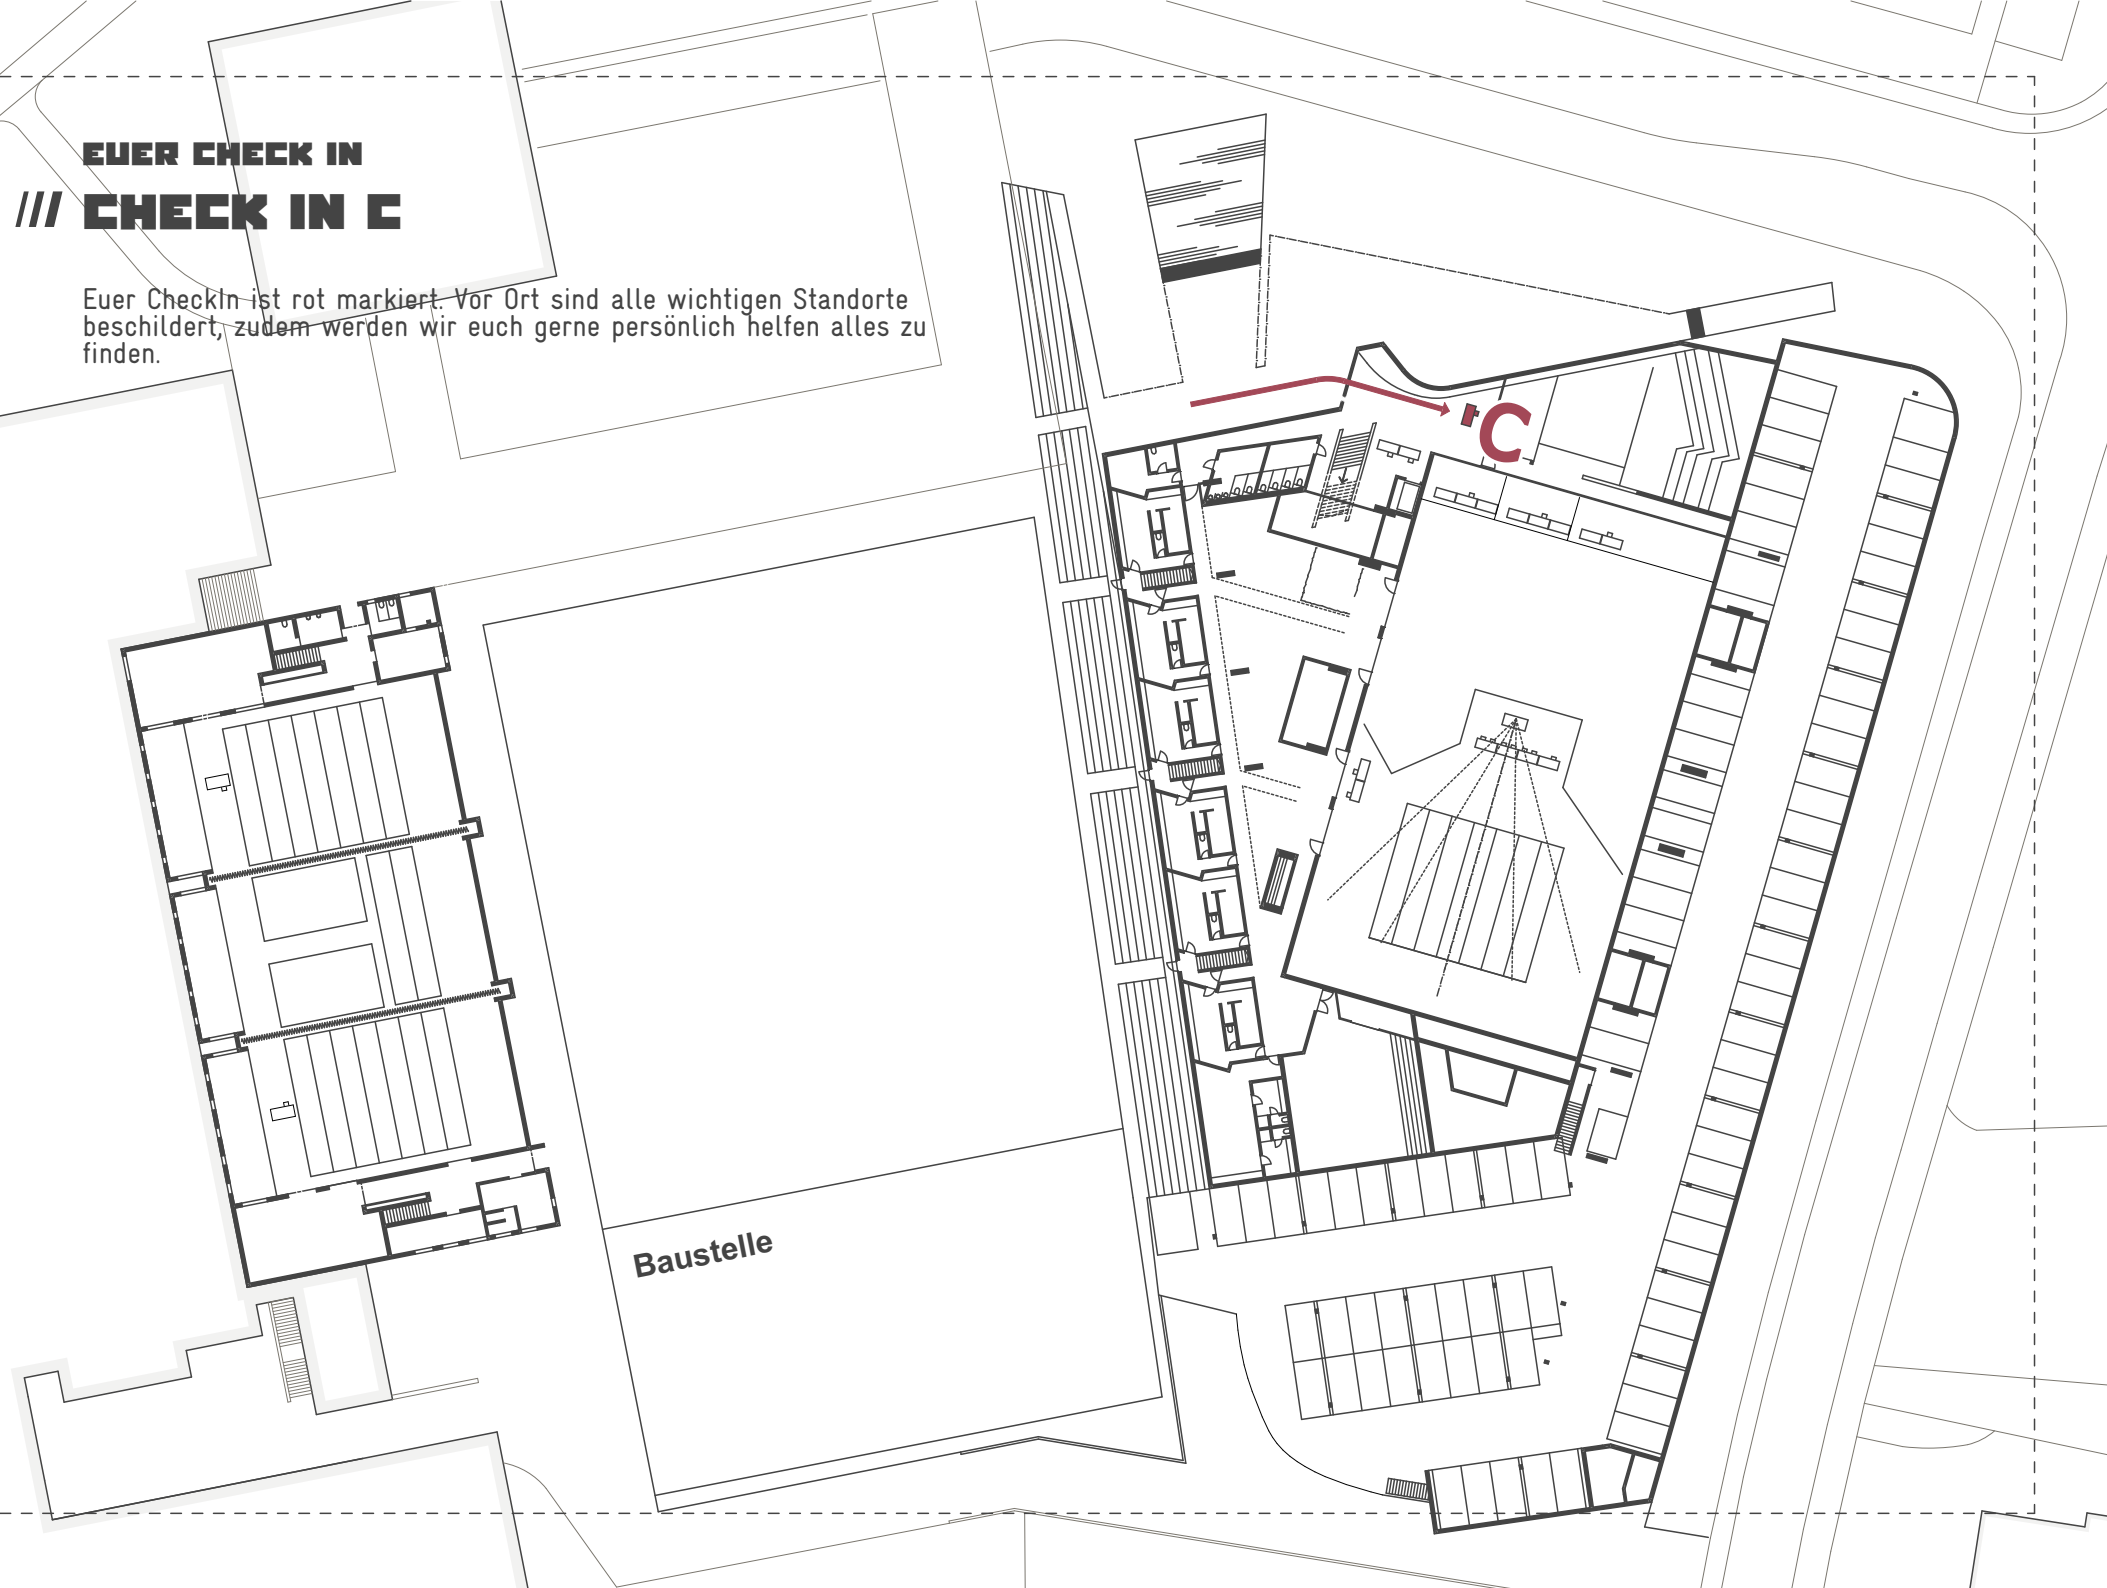 EUER CHECK IN
/// CHECK IN C
Euer CheckIn ist rot markiert. Vor Ort sind alle wichtigen Standorte
beschildert, zudem werden wir euch gerne persönlich helfen alles zu
finden.
C
Baustelle